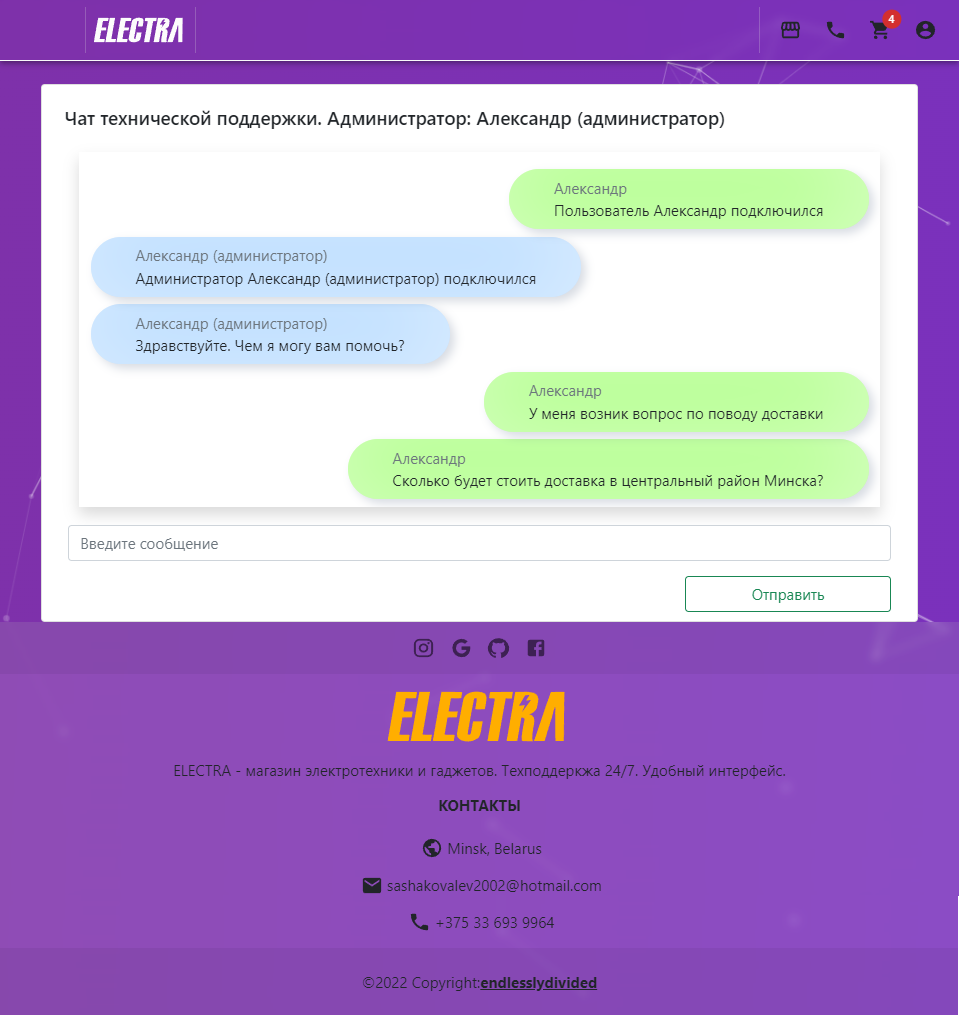 ELECTRA
4
Чат технической поддержки. Администратор: Александр (администратор)
Александр
Пользователь Александр подключился
Александр (администратор)
Администратор Александр (администратор) подключился
Александр (администратор)
Здравствуйте. Чем я могу вам помочь?
Александр
У меня возник вопрос по поводу доставки
Александр
Сколько будет стоить доставка в центральный район Минска?
Введите сообщение
Отправить
ELECTRA
ELECTRA - магазин электротехники и гаджетов. Техподдеркжа 24/7. Удобный интерфейс.
КОНТАКТЫ
Minsk, Belarus
sashakovalev2002@hotmail.com
+375 33 693 9964
©2022 Copyright:endlesslydivided